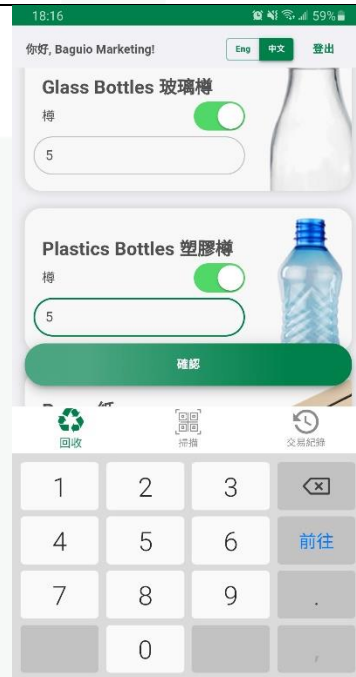 18:16 59%
你好, Baguio Marketing! Eng 中文 登出
Glass Bottles 玻璃樽
樽
5
Plastics Bottles 塑膠樽
樽
5
確認
回收 掃描 交易紀錄
1 2 3
4 5 6 前往
7 8 9 .
0 ,